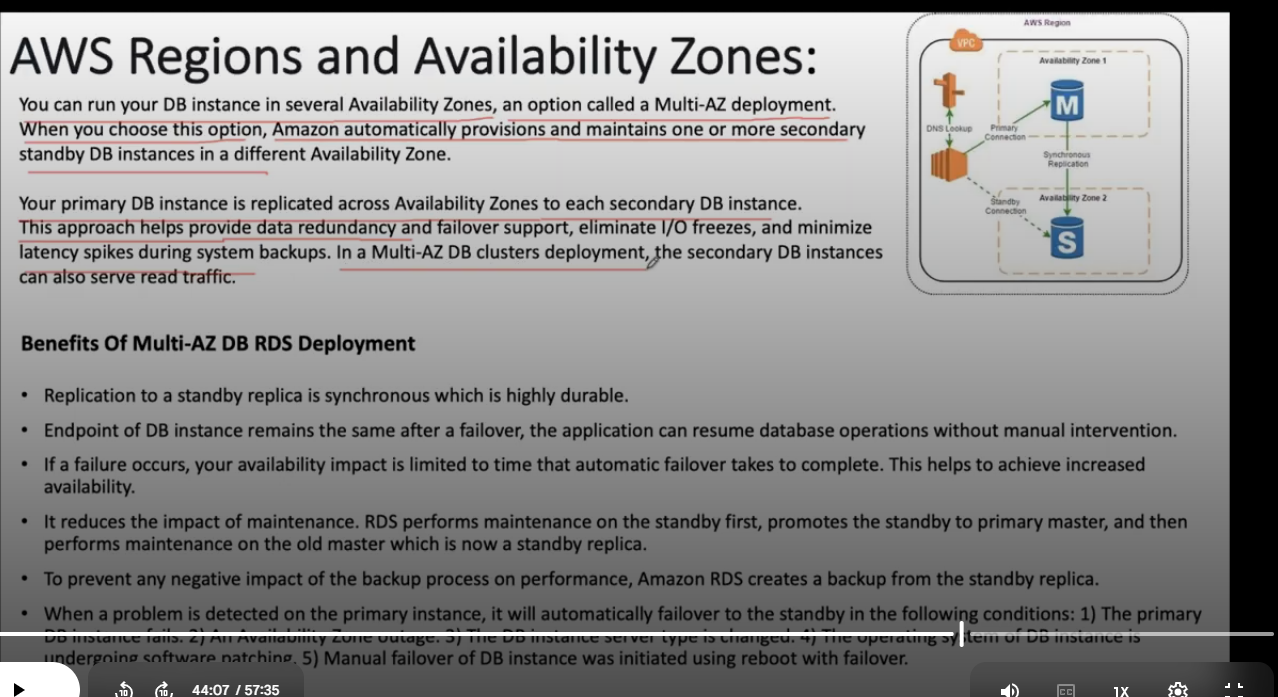 AWS Regions and Availability Zones:
You can run your DB instance in several Availability Zones, an option called a Multi-AZ deployment.
When you choose this option, Amazon automatically provisions and maintains one or more secondary
standby DB instances in a different Availability Zone.
Your primary DB instance is replicated across Availability Zones to each secondary DB instance.
This approach helps provide data redundancy and failover support, eliminate I/O freezes, and minimize
latency spikes during system backups. In a Multi-AZ DB clusters deployment, the secondary DB instances
can also serve read traffic.
AWS Region
VPC
Availability Zone 1
M
DNS Lookup
Primary
Connection
Synchronous
Replication
Standby
Connection
Availability Zone 2
S
Benefits Of Multi-AZ DB RDS Deployment
• Replication to a standby replica is synchronous which is highly durable.
• Endpoint of DB instance remains the same after a failover, the application can resume database operations without manual intervention.
• If a failure occurs, your availability impact is limited to time that automatic failover takes to complete. This helps to achieve increased
availability.
• It reduces the impact of maintenance. RDS performs maintenance on the standby first, promotes the standby to primary master, and then
performs maintenance on the old master which is now a standby replica.
• To prevent any negative impact of the backup process on performance, Amazon RDS creates a backup from the standby replica.
• When a problem is detected on the primary instance, it will automatically failover to the standby in the following conditions: 1) The primary
DB instance fails. 2) An Availability Zone outage. 3) The DB instance server type is changed. 4) The operating system of DB instance is
undergoing software patching. 5) Manual failover of DB instance was initiated using reboot with failover.
10
10
44:07 / 57:35
CC
1X